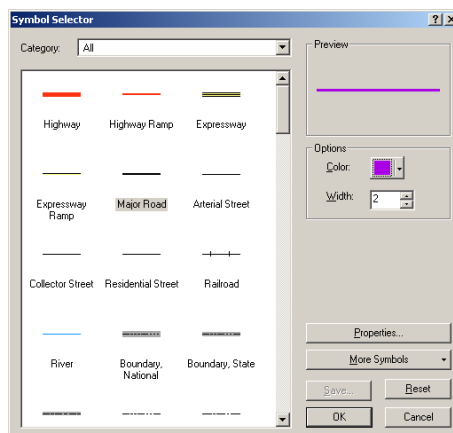 Symbol Selector
Category: All
Highway Highway Ramp Expressway
Expressway Ramp Major Road Arterial Street
Collector Street Residential Street Railroad
River Boundary, National Boundary, State
Preview
Options
Color:
Width: 2
Properties...
More Symbols
Save... Reset
OK Cancel